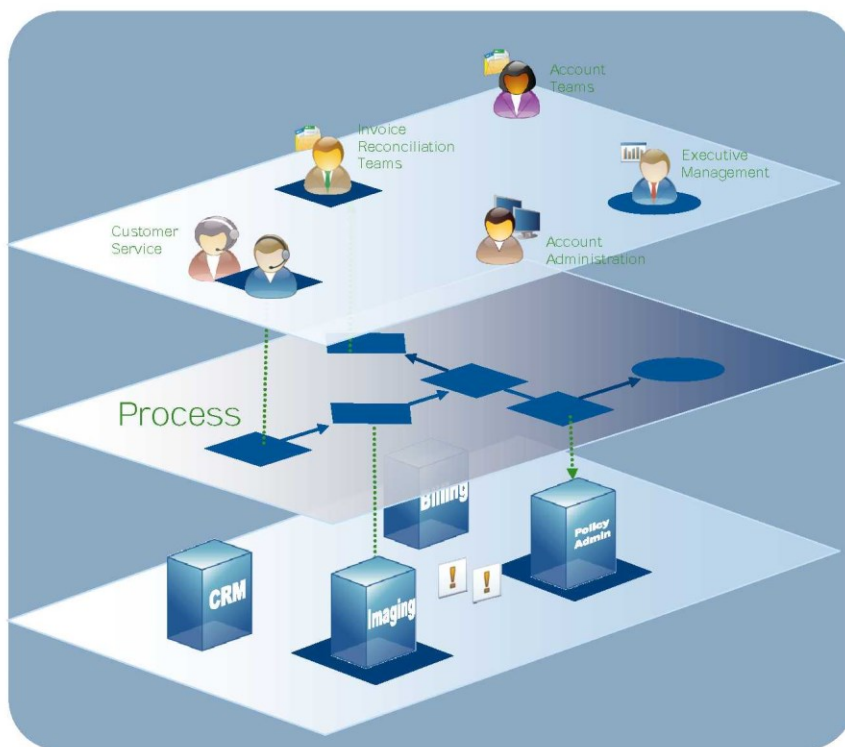 Account
Teams
Invoice
Reconciliation
Teams
Executive
Management
Customer
Service
Account
Administration
Process
Billing
Policy
Admin
CRM
Imaging
! !